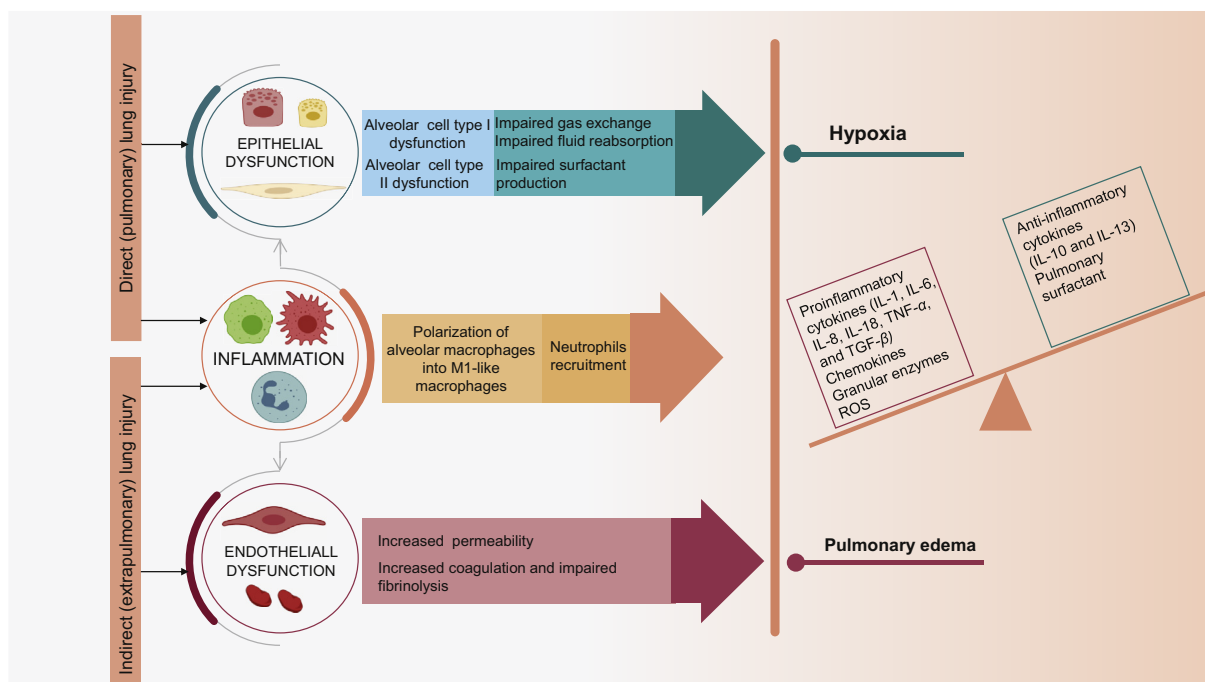 Direct (pulmonary) lung injury
Indirect (extrapulmonary) lung injury
EPITHELIAL
DYSFUNCTION
Alveolar cell type I
dysfunction
Alveolar cell type
II dysfunction
Impaired gas exchange
Impaired fluid reabsorption
Impaired surfactant
production
Hypoxia
INFLAMMATION
Polarization of
alveolar macrophages
into M1-like
macrophages
Neutrophils
recruitment
Proinflammatory
cytokines (IL-1, IL-6,
IL-8, IL-18, TNF-α,
and TGF-β)
Chemokines
Granular enzymes
ROS
Anti-inflammatory
cytokines
(IL-10 and IL-13)
Pulmonary
surfactant
ENDOTHELIALL
DYSFUNCTION
Increased permeability
Increased coagulation and impaired
fibrinolysis
Pulmonary edema